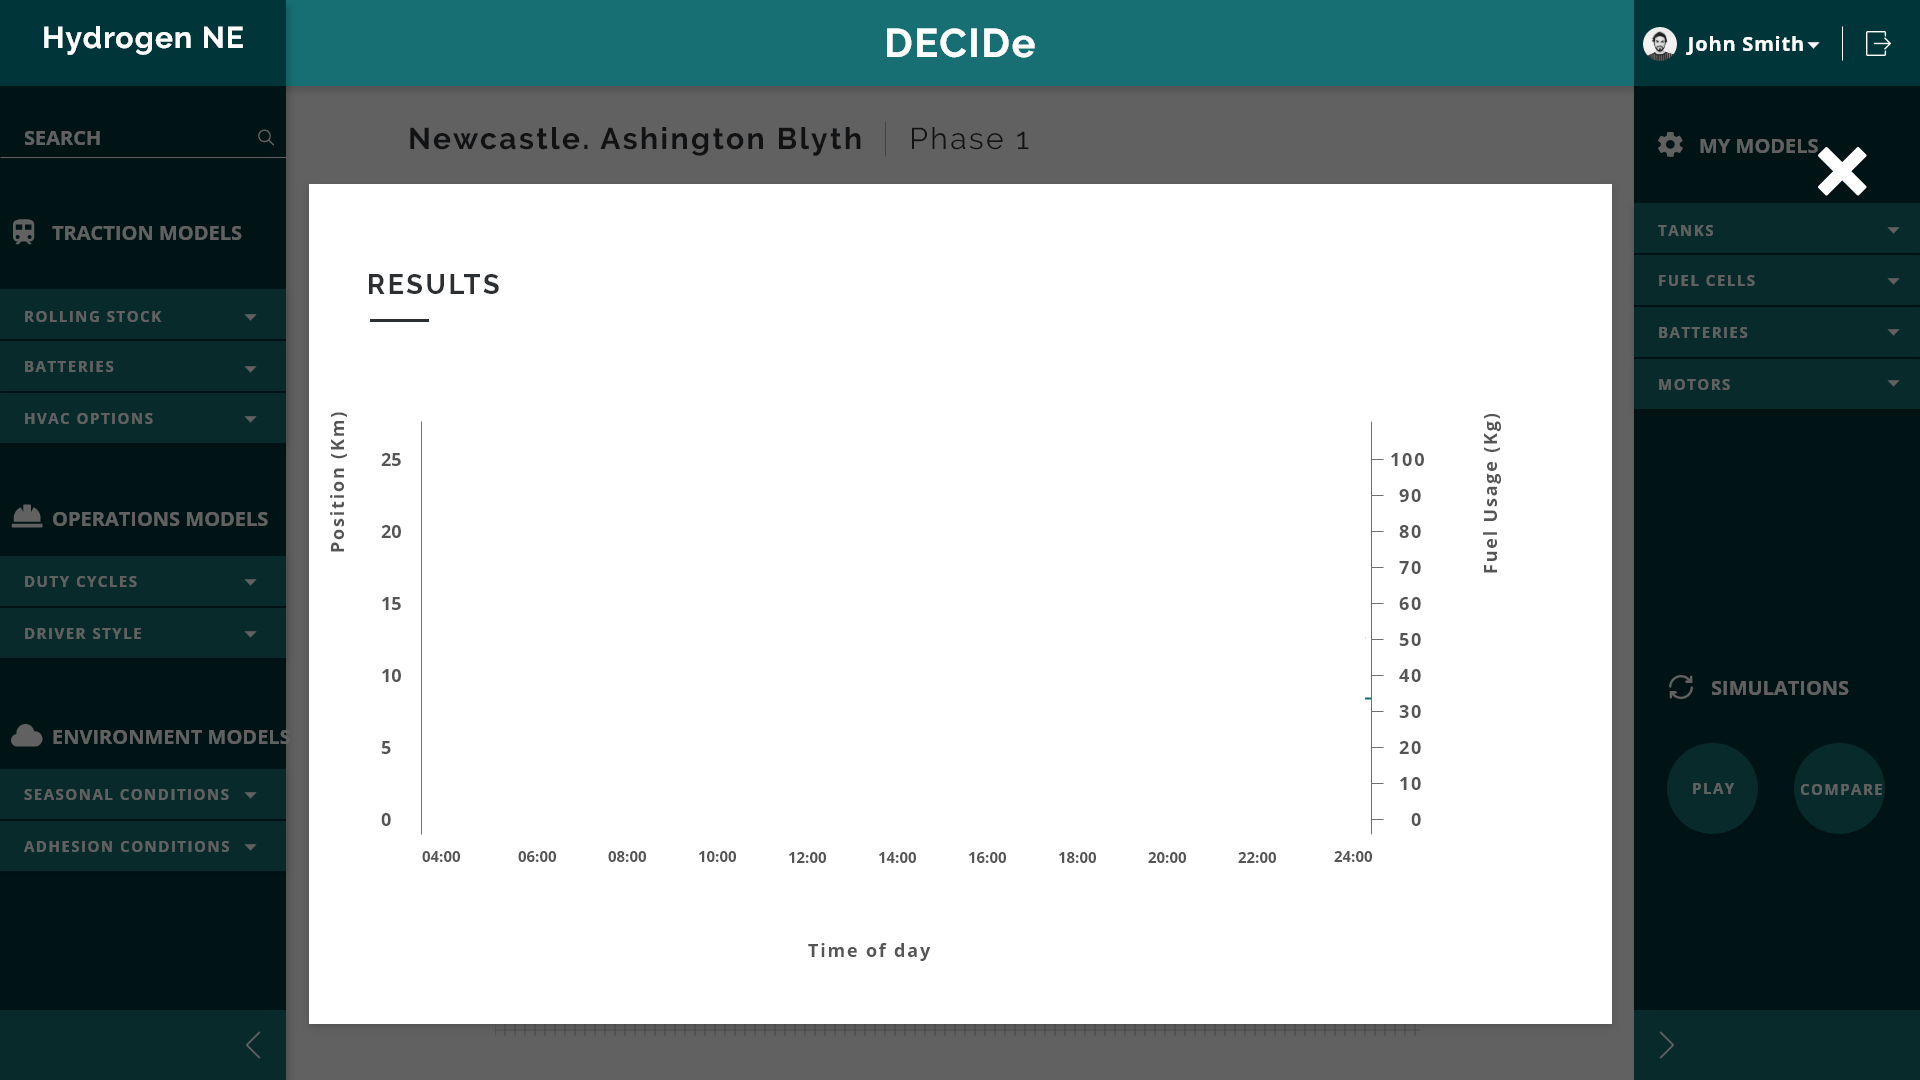 Hydrogen NE
DECIDe
John Smith
SEARCH
TRACTION MODELS
ROLLING STOCK
BATTERIES
HVAC OPTIONS
OPERATIONS MODELS
DUTY CYCLES
DRIVER STYLE
ENVIRONMENT MODELS
SEASONAL CONDITIONS
ADHESION CONDITIONS
Newcastle. Ashington Blyth
Phase 1
RESULTS
Position (Km)
25
20
15
10
5
0
04:00
06:00
08:00
10:00
12:00
14:00
16:00
18:00
20:00
22:00
24:00
Time of day
100
90
80
70
60
50
40
30
20
10
0
Fuel Usage (Kg)
MY MODELS
TANKS
FUEL CELLS
BATTERIES
MOTORS
SIMULATIONS
PLAY
COMPARE